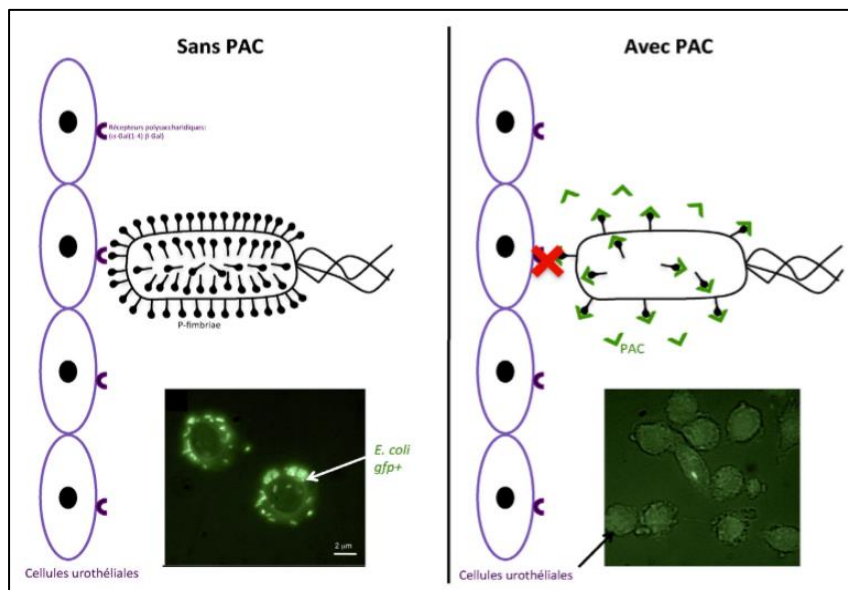 Sans PAC
Récepteurs polysaccharidiques:
(α-Gal(1-4) β-Gal)
P-fimbriae
E. coli
gfp+
2 µm
Cellules urothéliales
Avec PAC
PAC
Cellules urothéliales